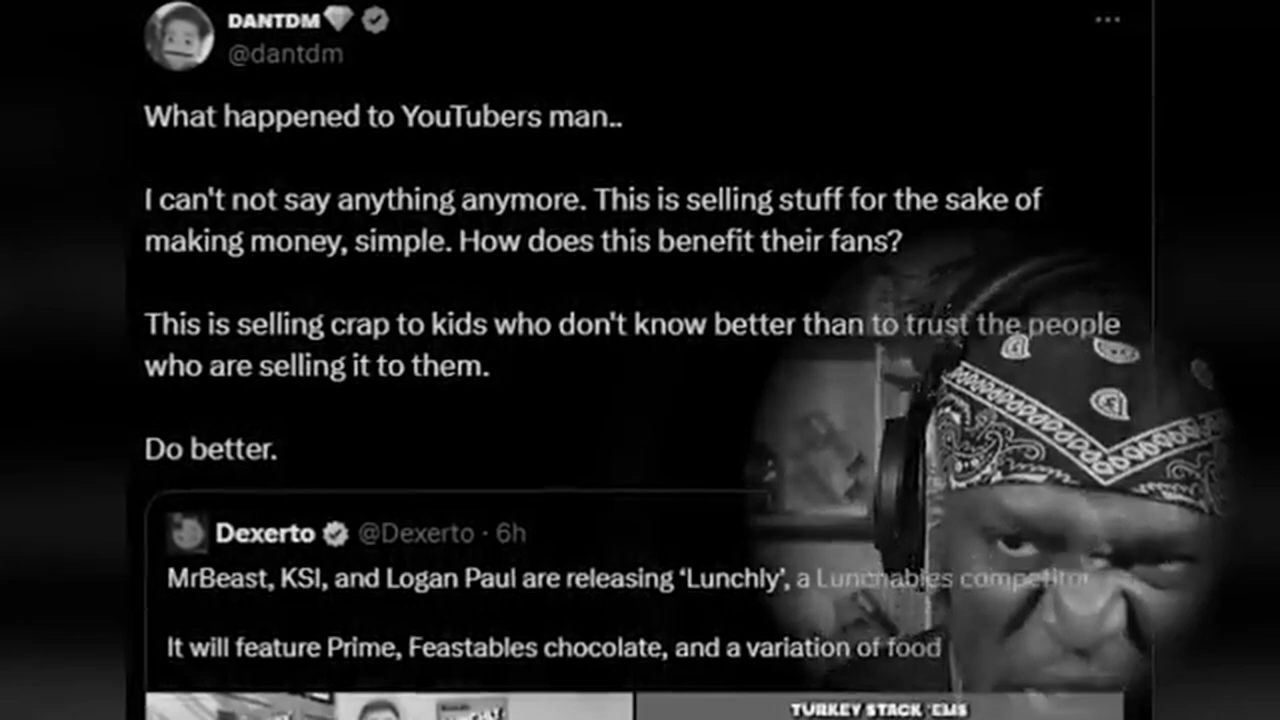 DANTDM
@dantdm
What happened to YouTubers man..
I can't not say anything anymore. This is selling stuff for the sake of
making money, simple. How does this benefit their fans?
This is selling crap to kids who don't know better than to trust the people
who are selling it to them.
Do better.
Dexerto @Dexerto · 6h
MrBeast, KSI, and Logan Paul are releasing ‘Lunchly’, a Lunchables competitor
It will feature Prime, Feastables chocolate, and a variation of food
TURKEY STACK 'EMS